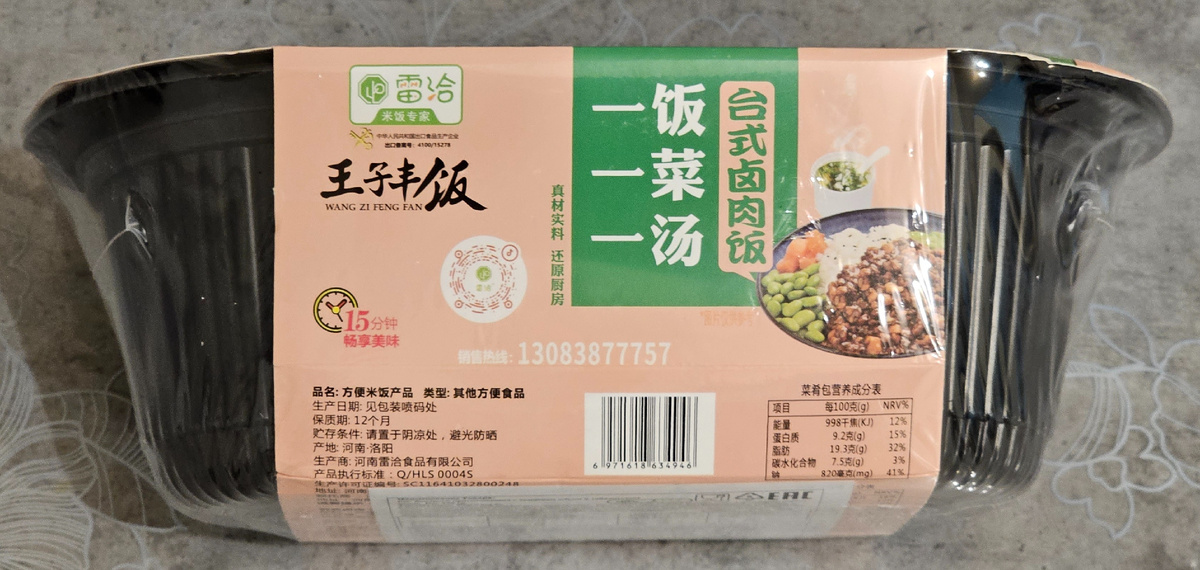 雷洽
米饭专家
中华人民共和国出口食品生产企业
出口备案号: 4100/15278
王子丰饭
WANG ZI FENG FAN
真材实料 还原厨房
一饭
一菜
一汤
台式卤肉饭
15分钟
畅享美味
销售热线: 13083877757
品名: 方便米饭产品 类型: 其他方便食品
生产日期: 见包装喷码处
保质期: 12个月
贮存条件: 请置于阴凉处，避光防晒
产地: 河南·洛阳
生产商: 河南雷洽食品有限公司
产品执行标准: Q/HLS 0004S
生产许可证编号: SC11641032800248
6 971618 634946
菜肴包营养成分表
项目 每100克(g) NRV%
能量 998千焦(KJ) 12%
蛋白质 9.2克(g) 15%
脂肪 19.3克(g) 32%
碳水化合物 7.5克(g) 3%
钠 820毫克(mg) 41%
EAC